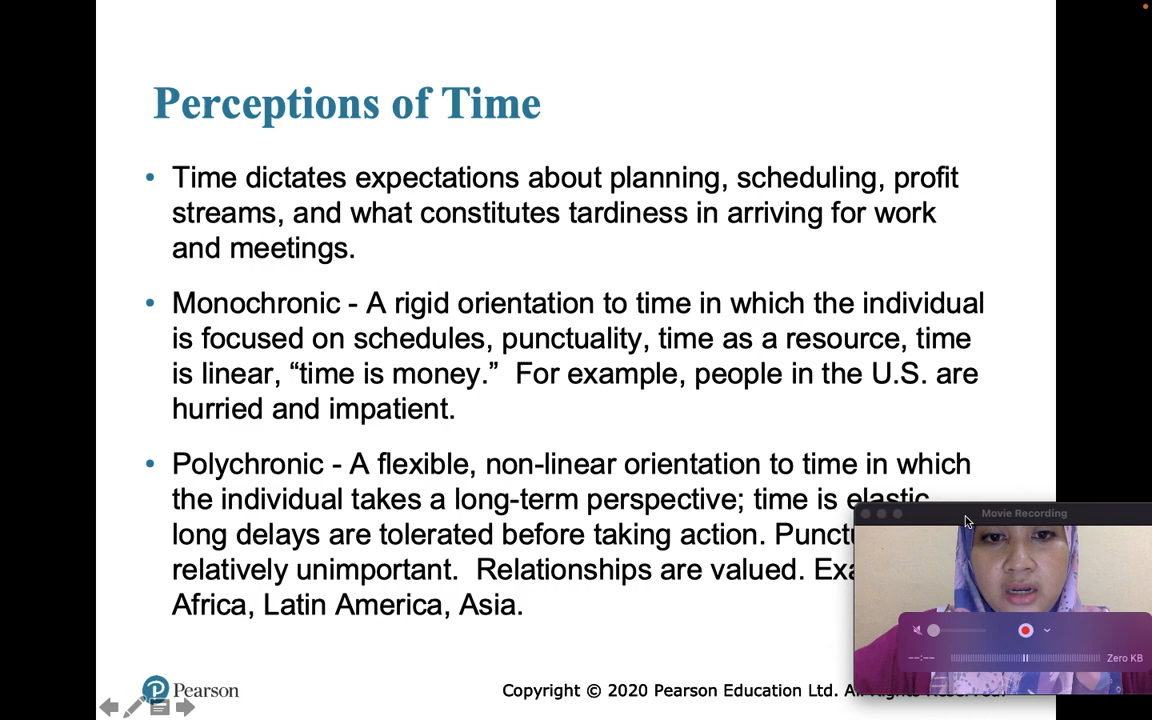 Perceptions of Time
• Time dictates expectations about planning, scheduling, profit
streams, and what constitutes tardiness in arriving for work
and meetings.
• Monochronic - A rigid orientation to time in which the individual
is focused on schedules, punctuality, time as a resource, time
is linear, “time is money.” For example, people in the U.S. are
hurried and impatient.
• Polychronic - A flexible, non-linear orientation to time in which
the individual takes a long-term perspective; time is elastic,
long delays are tolerated before taking action.
relatively unimportant. Relationships are valued.
Africa, Latin America, Asia.
Movie Recording
--:--
Zero KB
P Pearson
Copyright © 2020 Pearson Education Ltd. All Rights Reserved.